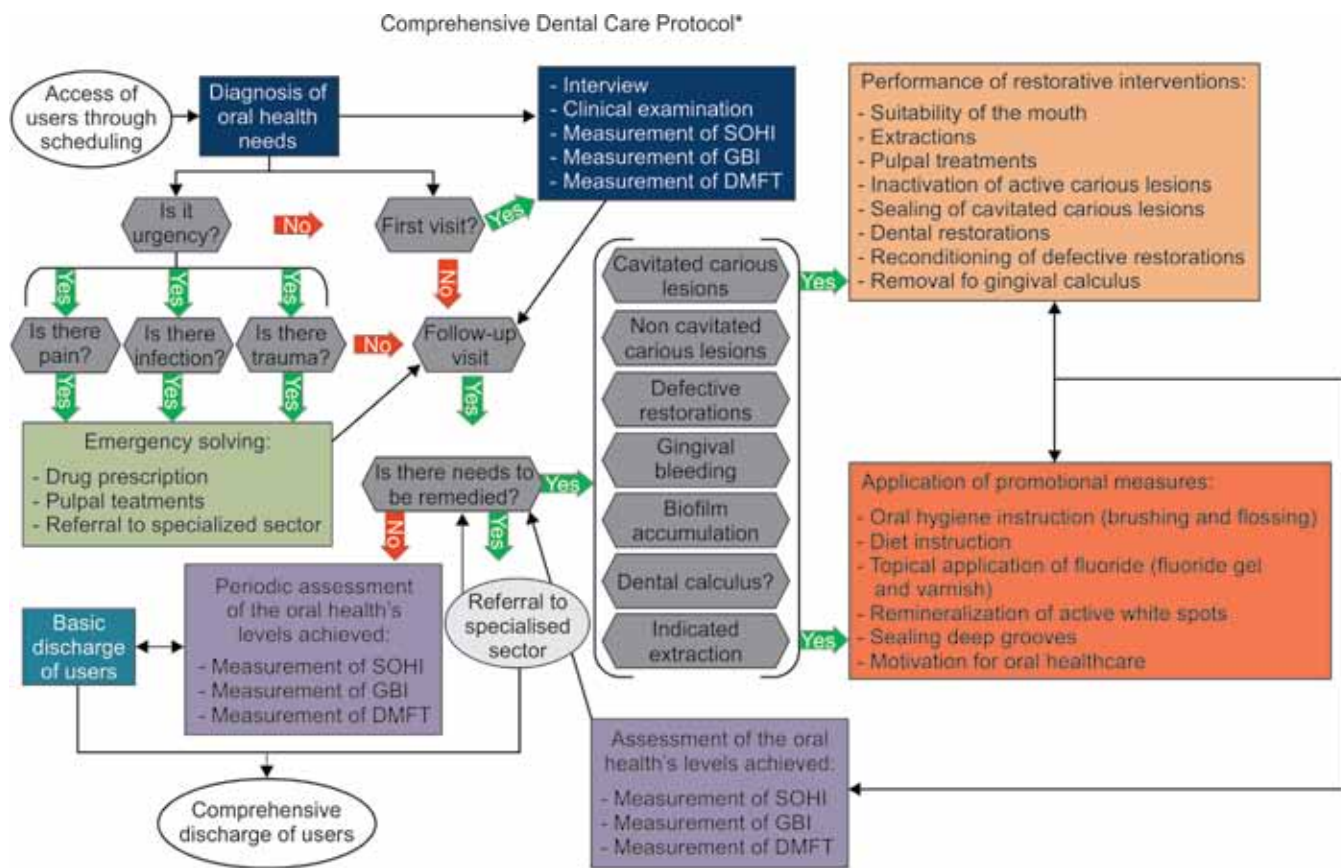 Comprehensive Dental Care Protocol*
Access of
users through
scheduling
Diagnosis of
oral health
needs
- Interview
- Clinical examination
- Measurement of SOHI
- Measurement of GBI
- Measurement of DMFT
Performance of restorative interventions:
- Suitability of the mouth
- Extractions
- Pulpal treatments
- Inactivation of active carious lesions
- Sealing of cavitated carious lesions
- Dental restorations
- Reconditioning of defective restorations
- Removal fo gingival calculus
Is it
urgency?
No
First visit?
Yes
No
Yes
Yes
Yes
Is there
pain?
Is there
infection?
Is there
trauma?
No
Follow-up
visit
Yes
Yes
Yes
Yes
Emergency solving:
- Drug prescription
- Pulpal teatments
- Referral to specialized sector
Is there needs to
be remedied?
Yes
No
Yes
Cavitated carious
lesions
Non cavitated
carious lesions
Defective
restorations
Gingival
bleeding
Biofilm
accumulation
Dental calculus?
Indicated
extraction
Yes
Yes
Application of promotional measures:
- Oral hygiene instruction (brushing and flossing)
- Diet instruction
- Topical application of fluoride (fluoride gel
and varnish)
- Remineralization of active white spots
- Sealing deep grooves
- Motivation for oral healthcare
Basic
discharge
of users
Periodic assessment
of the oral health's
levels achieved:
- Measurement of SOHI
- Measurement of GBI
- Measurement of DMFT
Referral to
specialised
sector
Assessment of the oral
health's levels achieved:
- Measurement of SOHI
- Measurement of GBI
- Measurement of DMFT
Comprehensive
discharge of users